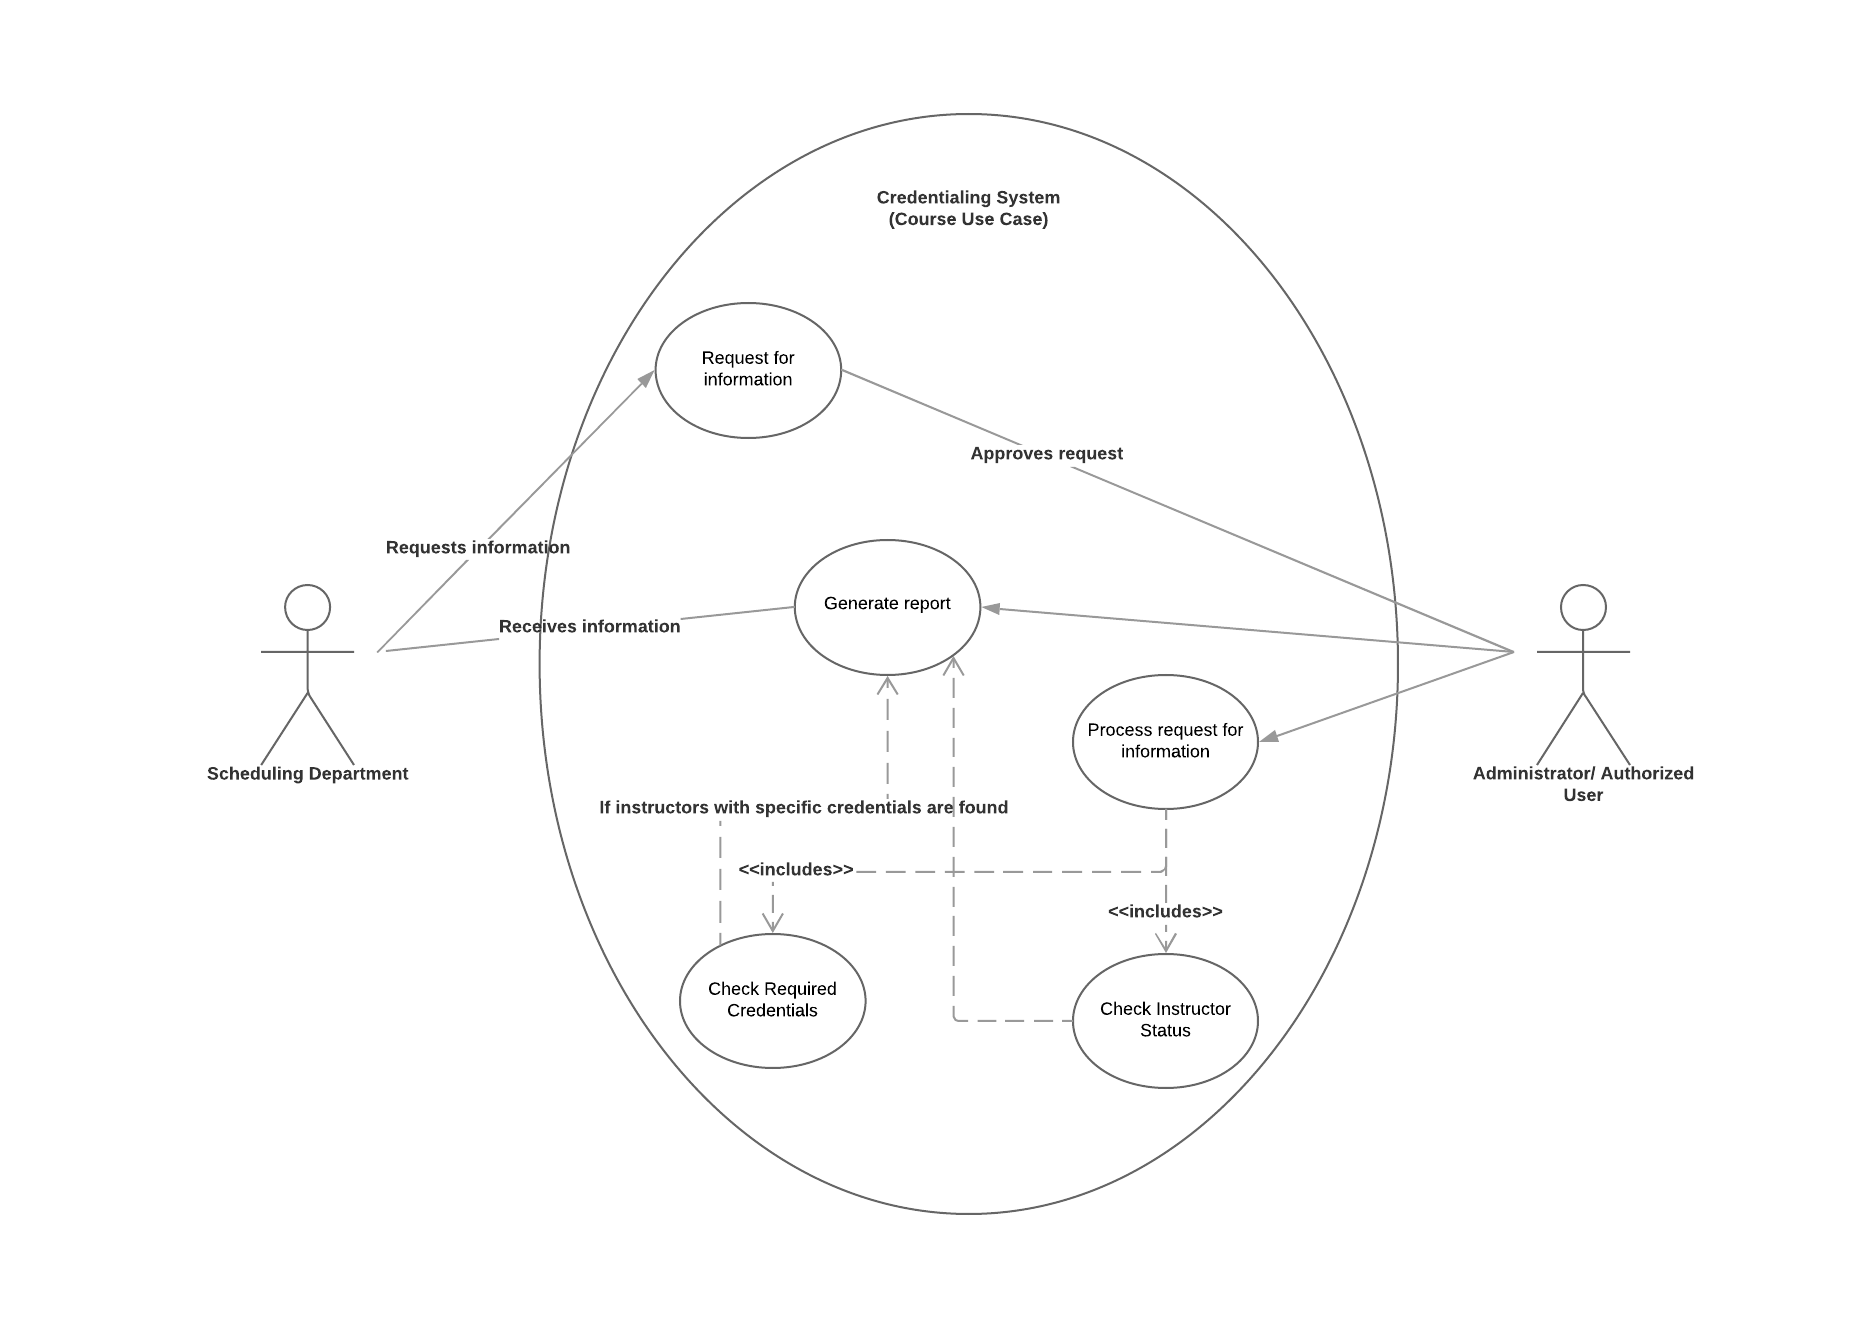 Credentialing System
(Course Use Case)
Request for
information
Approves request
Requests information
Generate report
Receives information
Process request for
information
Scheduling Department
Administrator/ Authorized
User
If instructors with specific credentials are found
<<includes>>
<<includes>>
Check Required
Credentials
Check Instructor
Status